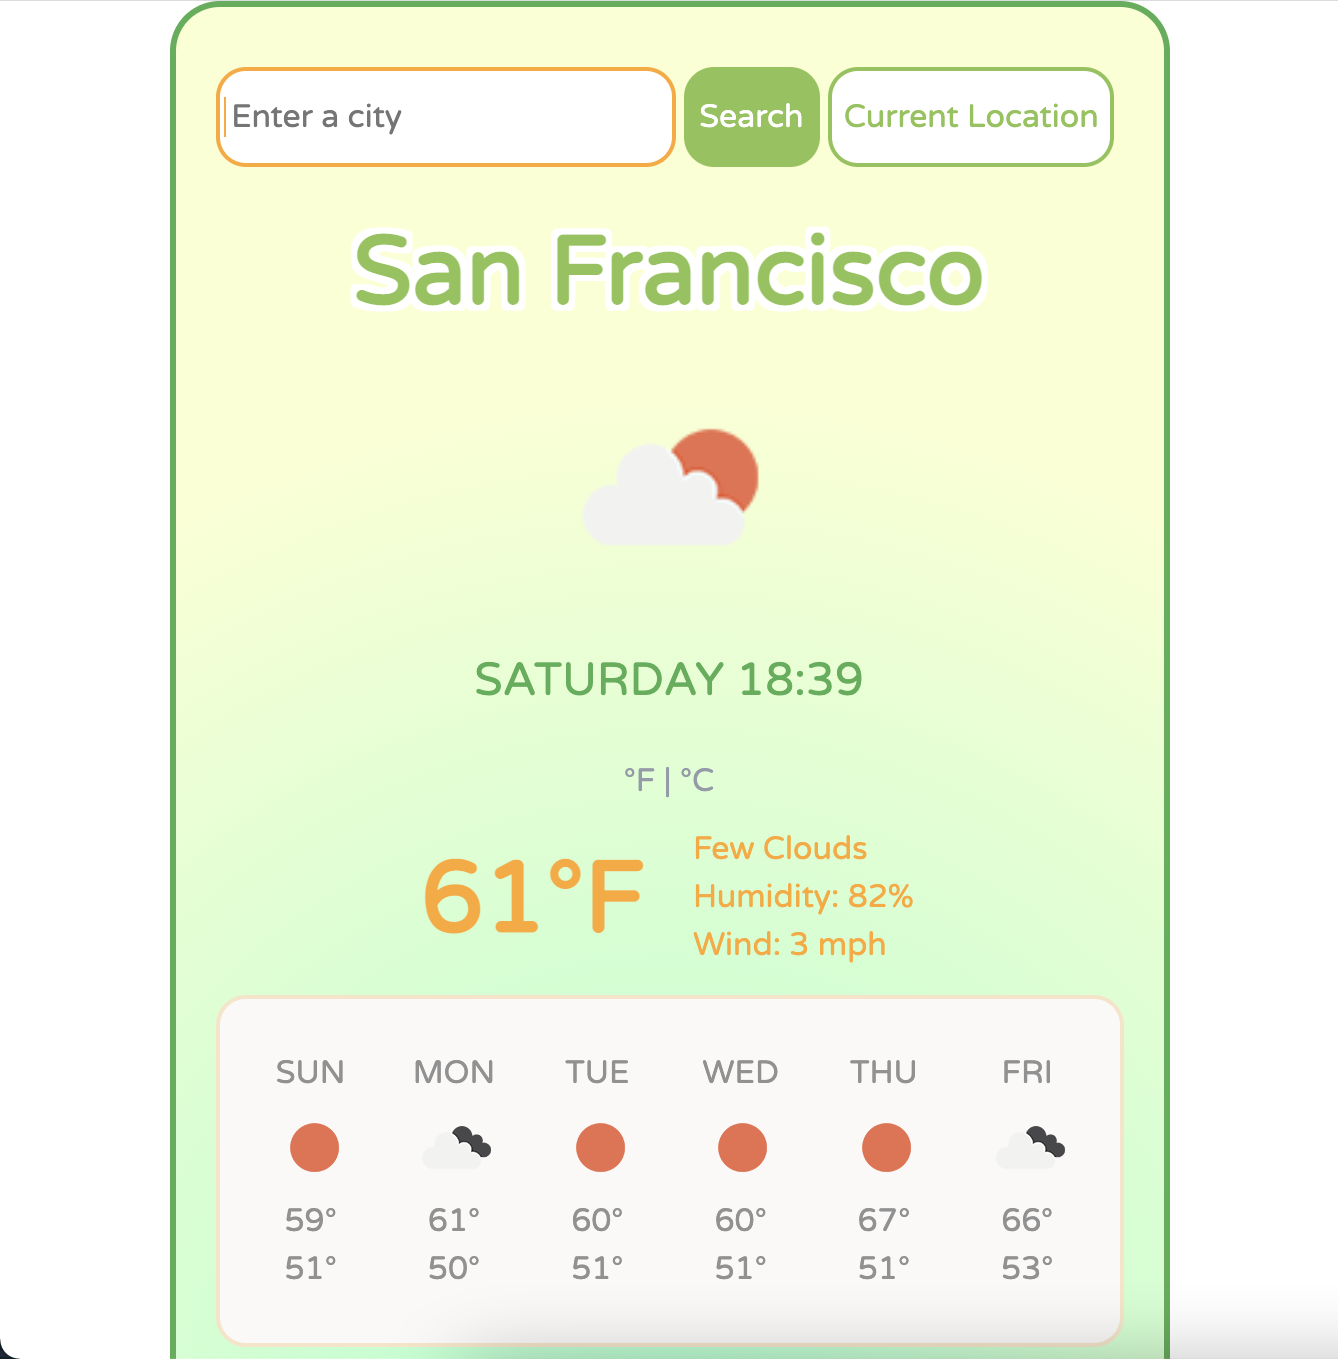 Enter a city
Search
Current Location
San Francisco
SATURDAY 18:39
°F | °C
61°F
Few Clouds
Humidity: 82%
Wind: 3 mph
SUN MON TUE WED THU FRI
59° 61° 60° 60° 67° 66°
51° 50° 51° 51° 51° 53°